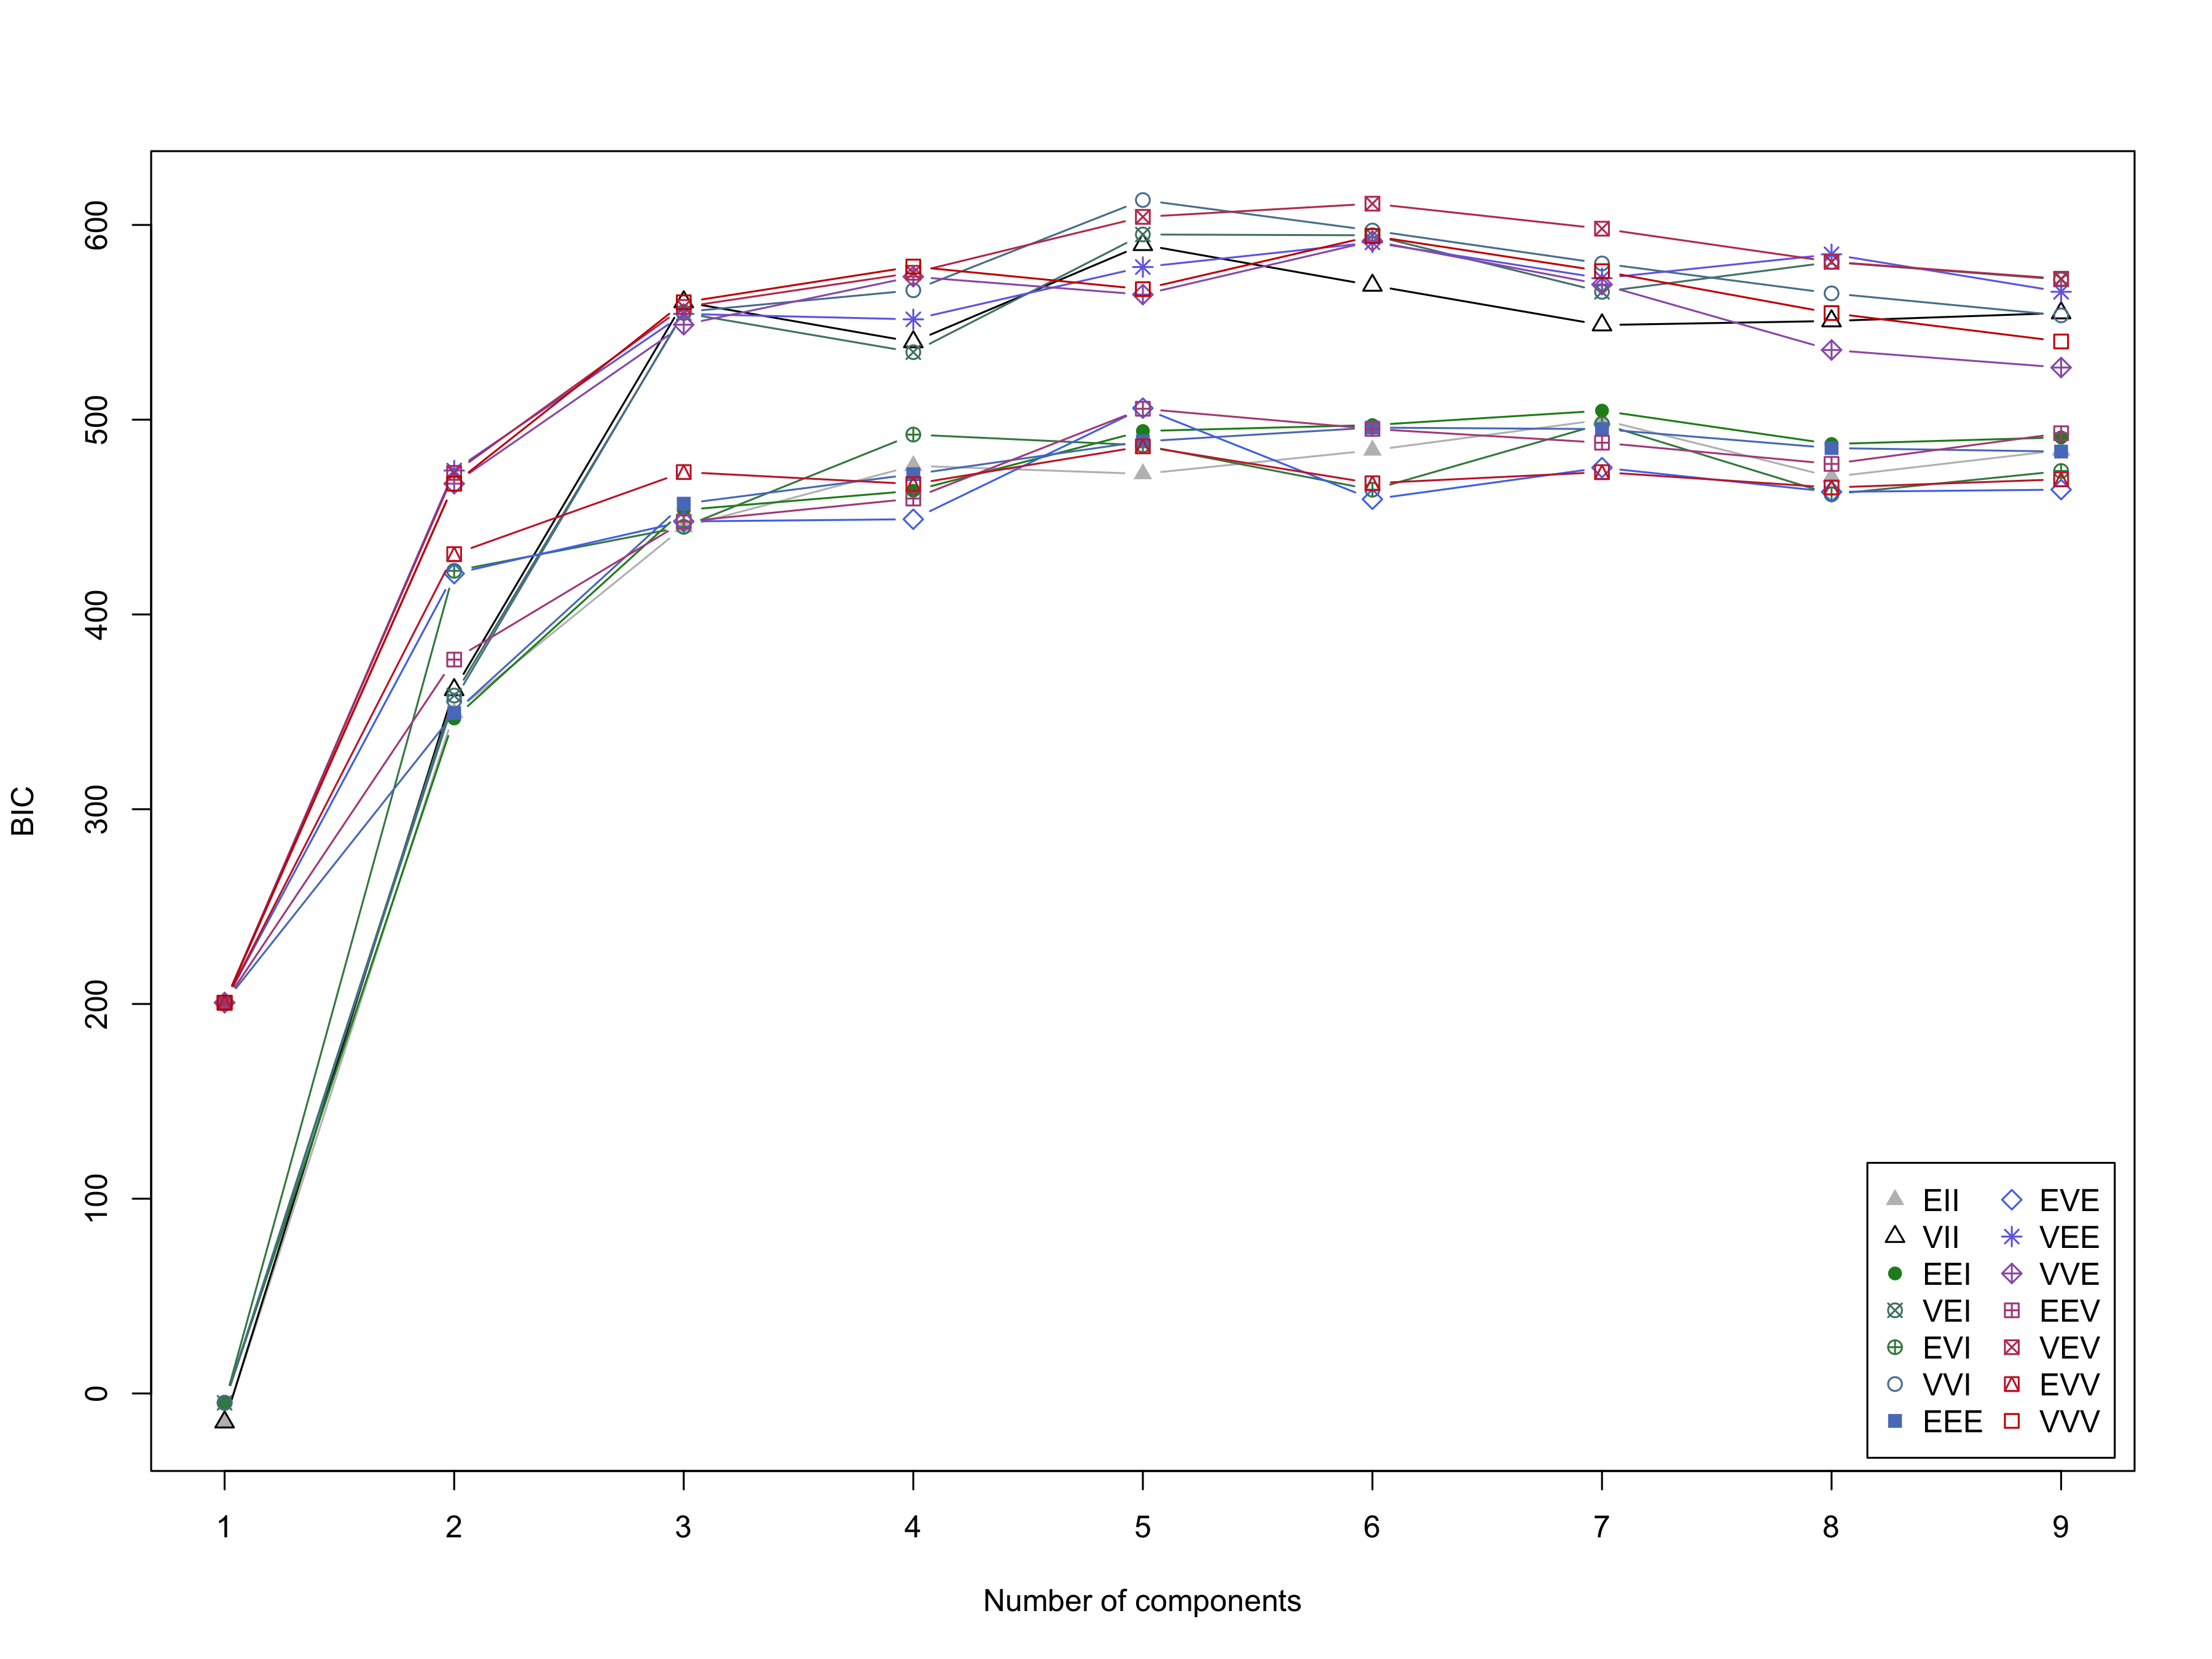 600
500
400
300
200
100
0
BIC
1 2 3 4 5 6 7 8 9
Number of components
EII EVE
VII VEE
EEI VVE
VEI EEV
EVI VEV
VVI EVV
EEE VVV